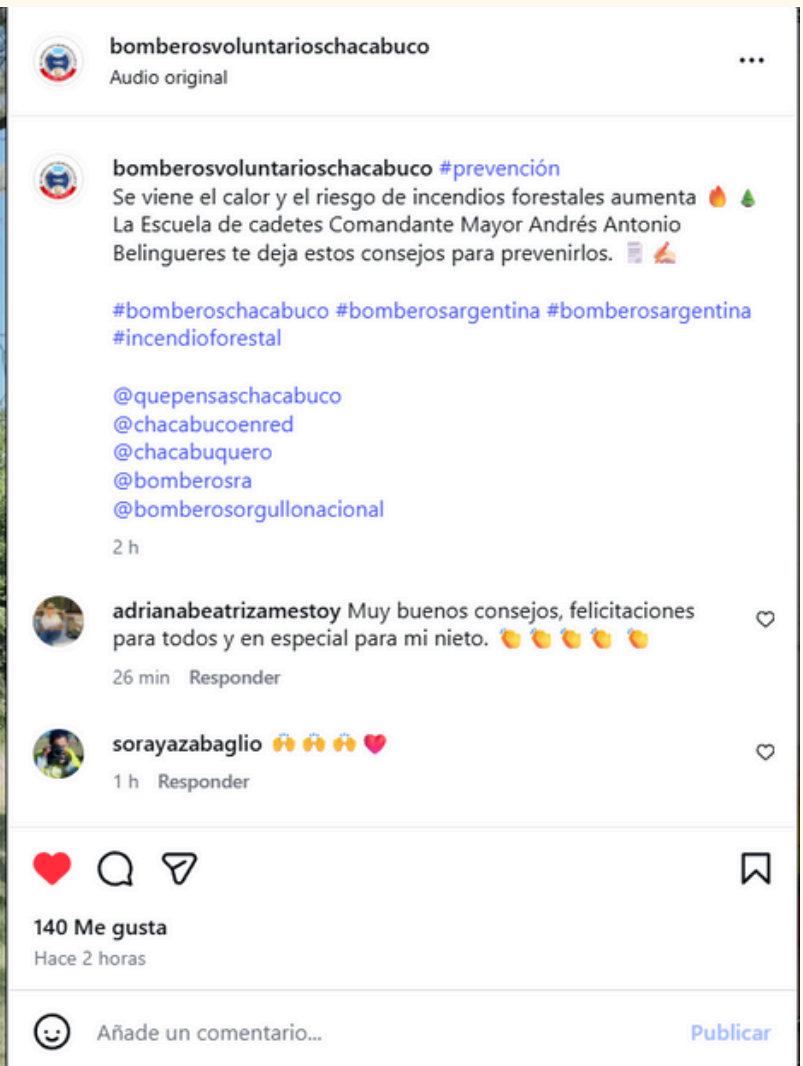 bomberosvoluntarioschacabuco
Audio original
bomberosvoluntarioschacabuco #prevención
Se viene el calor y el riesgo de incendios forestales aumenta 🔥 🌲
La Escuela de cadetes Comandante Mayor Andrés Antonio
Belingueres te deja estos consejos para prevenirlos. 📄 ✍🏻
#bomberoschacabuco #bomberosargentina #bomberosargentina
#incendioforestal
@quepensaschacabuco
@chacabucoenred
@chacabuquero
@bomberosra
@bomberosorgullonacional
2 h
adrianabeatrizamestoy Muy buenos consejos, felicitaciones
para todos y en especial para mi nieto. 👏 👏 👏 👏 👏
26 min Responder
sorayazabaglio 🙌 🙌 🙌 ❤️
1 h Responder
140 Me gusta
Hace 2 horas
Añade un comentario...
Publicar